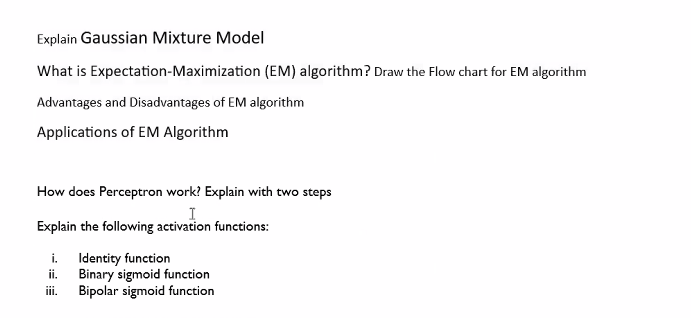 Explain Gaussian Mixture Model
What is Expectation-Maximization (EM) algorithm? Draw the Flow chart for EM algorithm
Advantages and Disadvantages of EM algorithm
Applications of EM Algorithm
How does Perceptron work? Explain with two steps
Explain the following activation functions:
i. Identity function
ii. Binary sigmoid function
iii. Bipolar sigmoid function